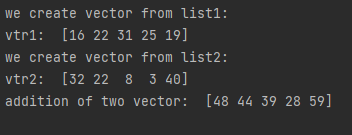 we create vector from list1:
vtr1:  [16 22 31 25 19]
we create vector from list2:
vtr2:  [32 22  8  3 40]
addition of two vector:  [48 44 39 28 59]